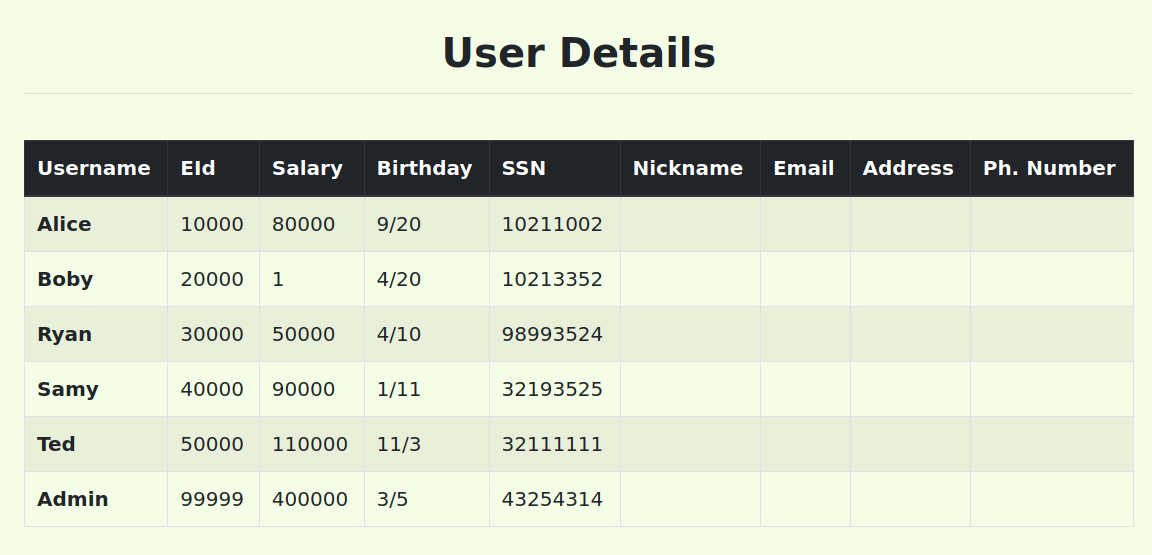 User Details
Username EId Salary Birthday SSN Nickname Email Address Ph. Number
Alice 10000 80000 9/20 10211002
Boby 20000 1 4/20 10213352
Ryan 30000 50000 4/10 98993524
Samy 40000 90000 1/11 32193525
Ted 50000 110000 11/3 32111111
Admin 99999 400000 3/5 43254314